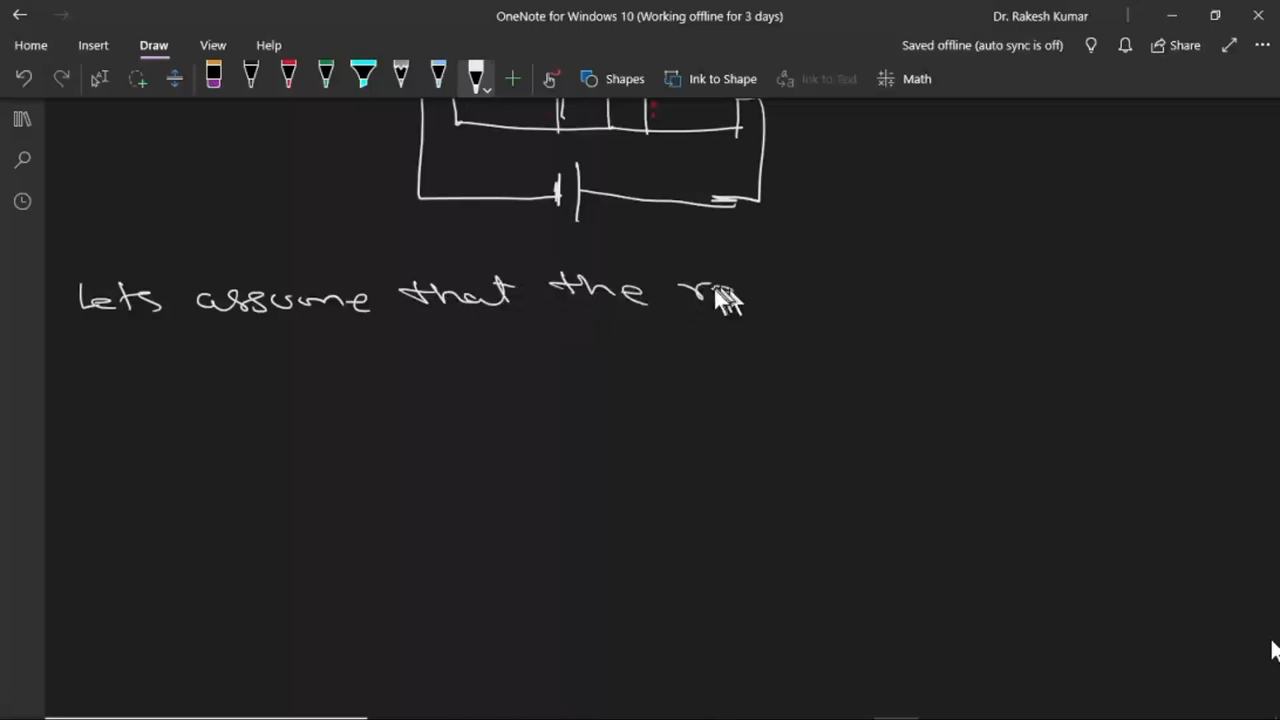 OneNote for Windows 10 (Working offline for 3 days)
Dr. Rakesh Kumar
Home Insert Draw View Help
Saved offline (auto sync is off)
Share
Shapes
Ink to Shape
Ink to Text
Math
Lets assume that the